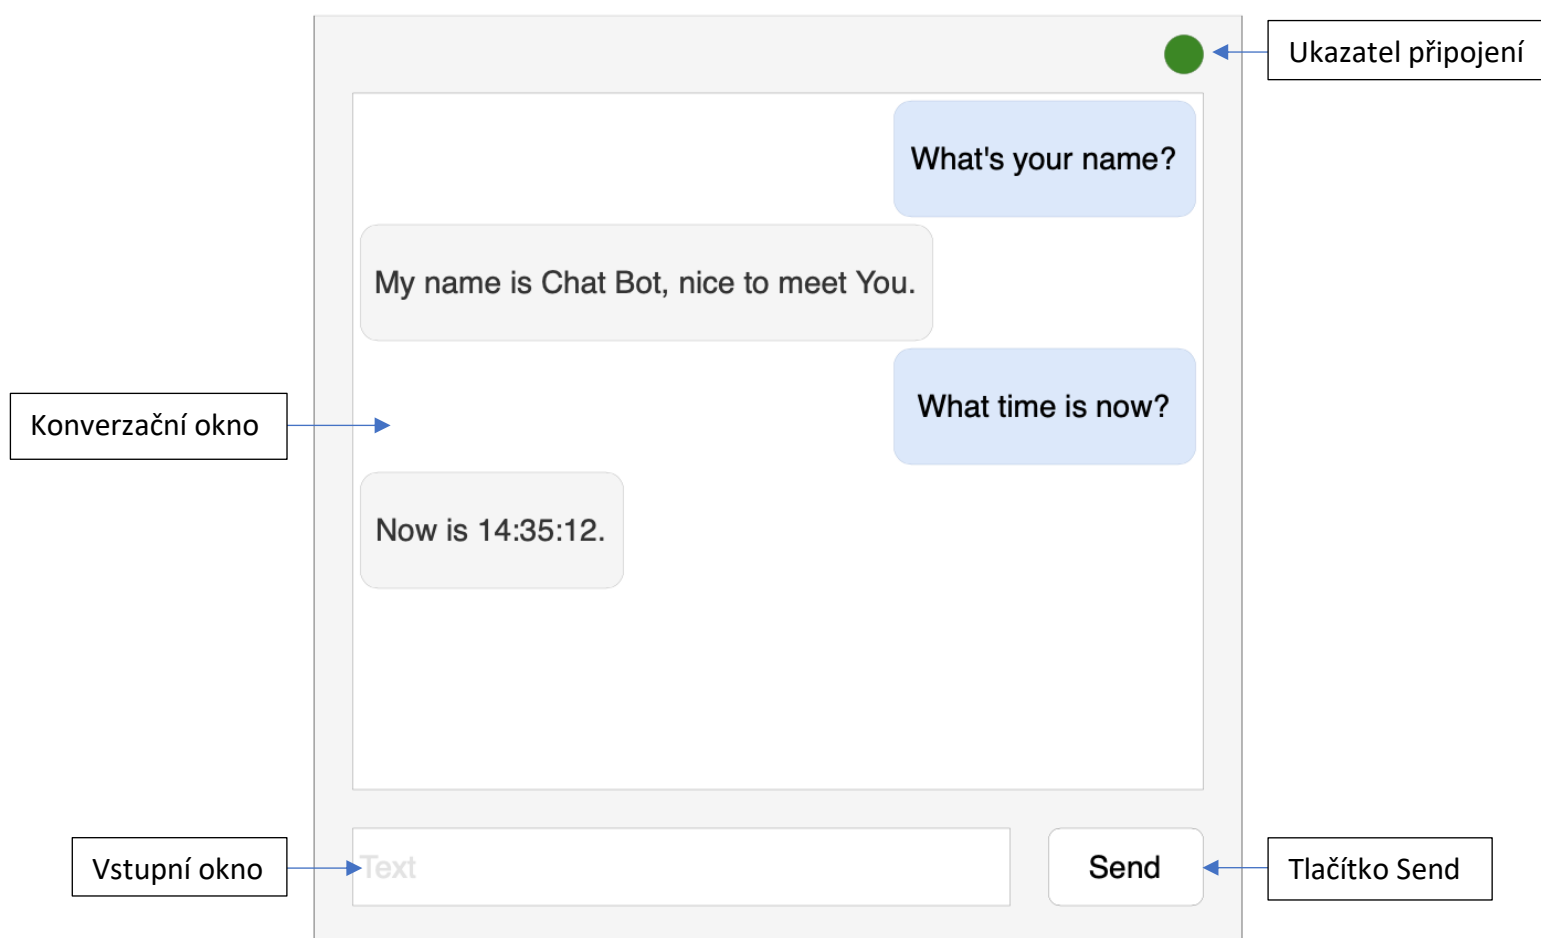 Ukazatel připojení
What's your name?
My name is Chat Bot, nice to meet You.
What time is now?
Konverzační okno
Now is 14:35:12.
Vstupní okno
Text
Send
Tlačítko Send